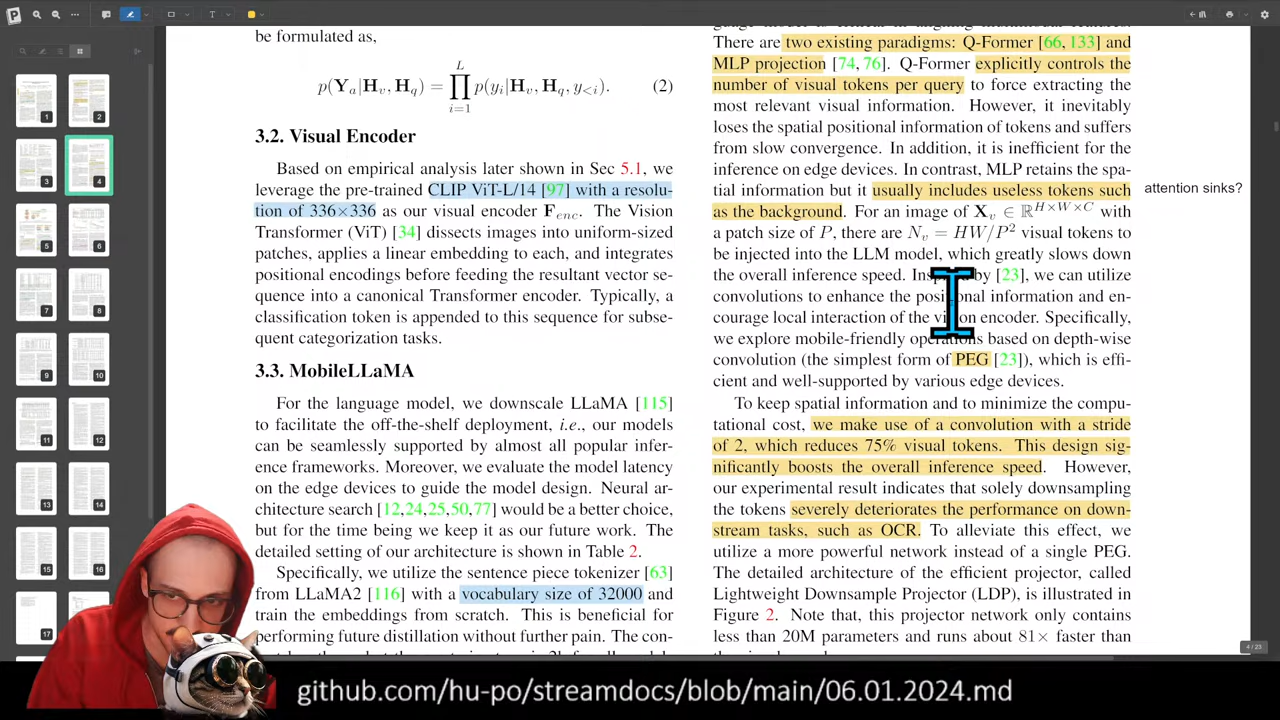 be formulated as,
p(Y_a|H_v, H_q) = ∏_{i=1}^{L} p(y_i|H_v, H_q, y_{<i}). (2)
3.2. Visual Encoder
Based on empirical analysis later shown in Sec 5.1, we
leverage the pre-trained CLIP ViT-L/14 [97] with a resolu-
tion of 336×336 as our visual encoder F_{enc}. The Vision
Transformer (ViT) [34] dissects images into uniform-sized
patches, applies a linear embedding to each, and integrates
positional encodings before feeding the resultant vector se-
quence into a canonical Transformer encoder. Typically, a
classification token is appended to this sequence for subse-
quent categorization tasks.
3.3. MobileLLaMA
For the language model, we downscale LLaMA [115]
to facilitate the off-the-shelf deployment, i.e., our models
can be seamlessly supported by almost all popular infer-
ence frameworks. Moreover, we evaluate the model latency
on the edge devices to guide the model design. Neural ar-
chitecture search [12,24,25,50,77] would be a better choice,
but for the time being we keep it as our future work. The
detailed setting of our architecture is shown in Table 2.
Specifically, we utilize the sentence piece tokenizer [63]
from LLaMA2 [116] with a vocabulary size of 32000 and
train the embeddings from scratch. This is beneficial for
performing future distillation without further pain. The con-
There are two existing paradigms: Q-Former [66, 133] and
MLP projection [74, 76]. Q-Former explicitly controls the
number of visual tokens per query to force extracting the
most relevant visual information. However, it inevitably
loses the spatial positional information of tokens and suffers
from slow convergence. In addition, it is inefficient for the
inference on edge devices. In contrast, MLP retains the spa-
tial information but it usually includes useless tokens such
as the background. For an image of X_v ∈ ℝ^{H×W×C} with
a patch size of P, there are N_v = HW/P^2 visual tokens to
be injected into the LLM model, which greatly slows down
the overall inference speed. by [23], we can utilize
convolutions to enhance the information and en-
courage local interaction of the encoder. Specifically,
we explore mobile-friendly operations based on depth-wise
convolution (the simplest form of PEG [23]), which is effi-
cient and well-supported by various edge devices.
To keep spatial information and to minimize the compu-
tational cost, we make use of a convolution with a stride
of 2, which reduces 75% visual tokens. This design sig-
nificantly boosts the overall inference speed. However,
our experimental result indicates that solely downsampling
the tokens severely deteriorates the performance on down-
stream tasks such as OCR. To alleviate this effect, we
utilize a more powerful network instead of a single PEG.
The detailed architecture of the efficient projector, called
Lightweight Downsample Projector (LDP), is illustrated in
Figure 2. Note that, this projector network only contains
less than 20M parameters and runs about 81× faster than
attention sinks?
1
2
3
4
5
6
7
8
9
10
11
12
13
14
15
16
17
4 / 23
github.com/hu-po/streamdocs/blob/main/06.01.2024.md